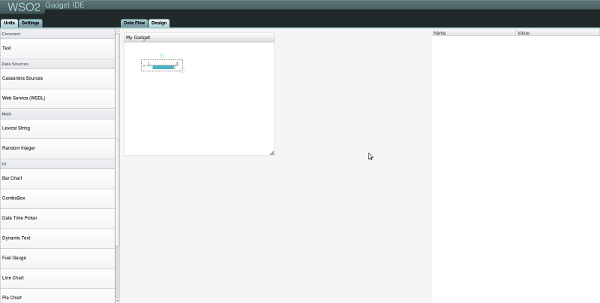 WSO2 Gadget IDE
Units Settings
Data Flow Design
Constant
Text
Data Sources
Cassandra Sources
Web Service (WSDL)
Math
Lexical String
Random Integer
UI
Bar Chart
ComboBox
Date Time Picker
Dynamic Text
Fuel Gauge
Line Chart
Pie Chart
My Gadget
Name Value